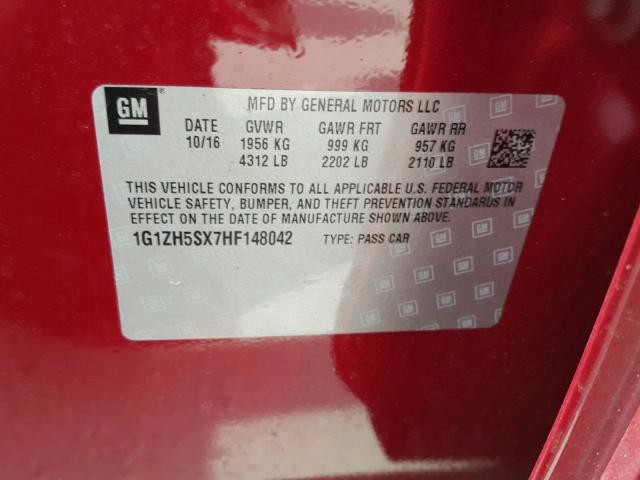 GM
MFD BY GENERAL MOTORS LLC
DATE GVWR GAWR FRT GAWR RR
10/16 1956 KG 999 KG 957 KG
4312 LB 2202 LB 2110 LB
THIS VEHICLE CONFORMS TO ALL APPLICABLE U.S. FEDERAL MOTOR
VEHICLE SAFETY, BUMPER, AND THEFT PREVENTION STANDARDS IN
EFFECT ON THE DATE OF MANUFACTURE SHOWN ABOVE.
1G1ZH5SX7HF148042 TYPE: PASS CAR